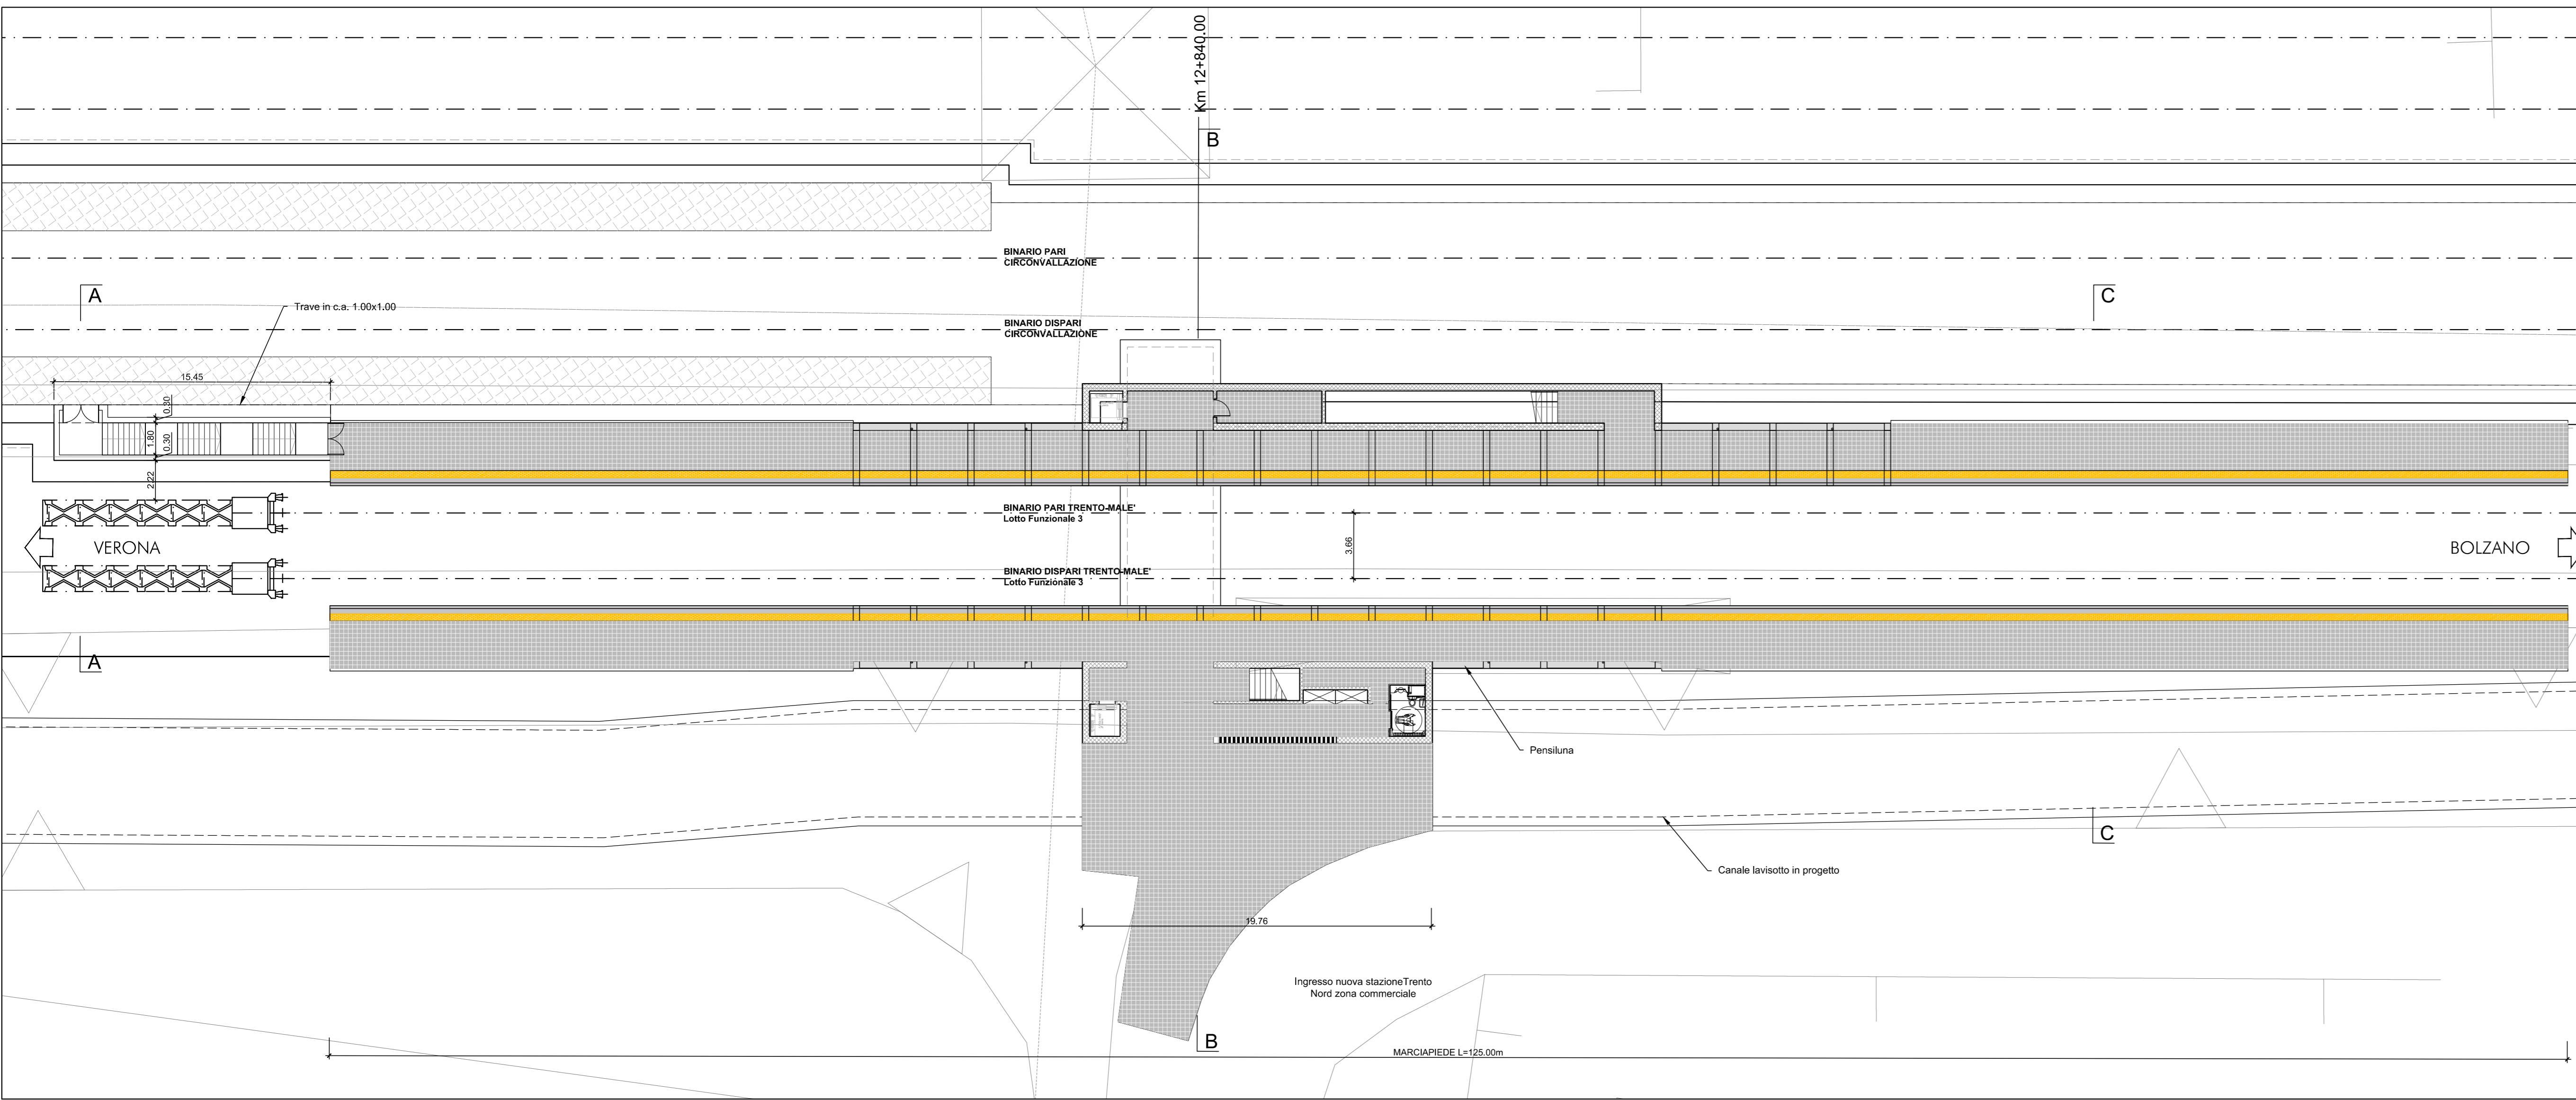 Km 12+840.00
B
BINARIO PARI
CIRCONVALLAZIONE
A
C
Trave in c.a. 1.00x1.00
BINARIO DISPARI
CIRCONVALLAZIONE
15.45
0.30
1.80
0.30
2.22
BINARIO PARI TRENTO-MALE'
Lotto Funzionale 3
3.66
VERONA
BOLZANO
BINARIO DISPARI TRENTO-MALE'
Lotto Funzionale 3
A
Pensiluna
C
Canale lavisotto in progetto
19.76
Ingresso nuova stazioneTrento
Nord zona commerciale
B
MARCIAPIEDE L=125.00m